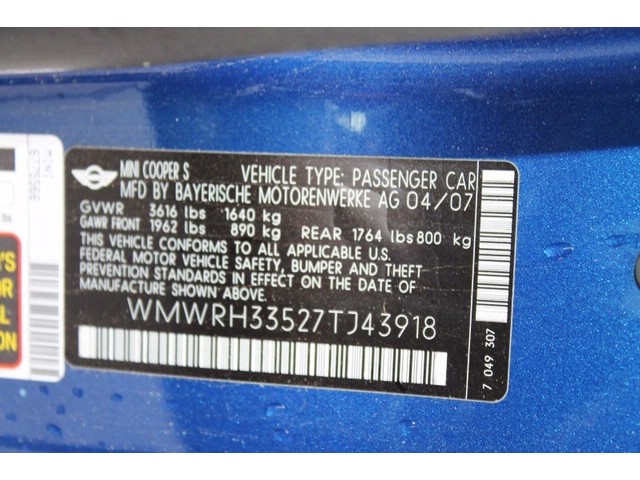 MINI COOPER S VEHICLE TYPE: PASSENGER CAR
MFD BY BAYERISCHE MOTORENWERKE AG 04/07
GVWR 3616 lbs 1640 kg
GAWR FRONT 1962 lbs 890 kg REAR 1764 lbs 800 kg
THIS VEHICLE CONFORMS TO ALL APPLICABLE U.S.
FEDERAL MOTOR VEHICLE SAFETY, BUMPER AND THEFT
PREVENTION STANDARDS IN EFFECT ON THE DATE OF
MANUFACTURE SHOWN ABOVE.
WMWRH33527TJ43918
7 049 307
MINI